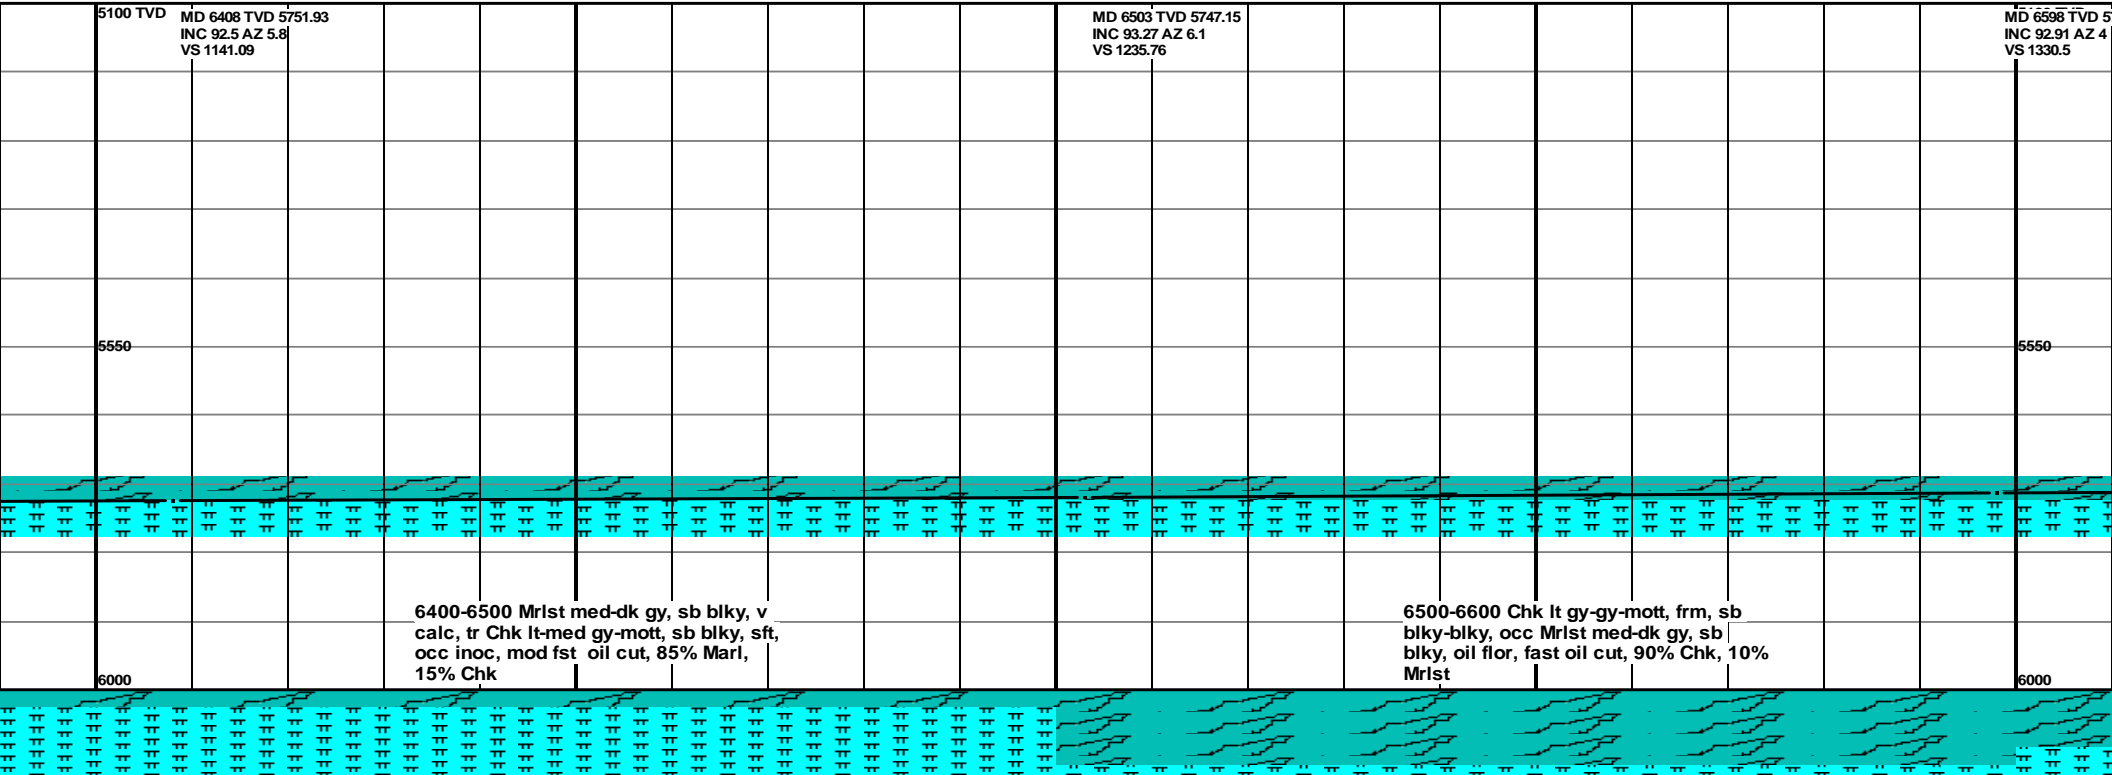 5100 TVD
MD 6408 TVD 5751.93
INC 92.5 AZ 5.8
VS 1141.09
MD 6503 TVD 5747.15
INC 93.27 AZ 6.1
VS 1235.76
MD 6598 TVD
INC 92.91 AZ 4
VS 1330.5
5550
5550
6400-6500 Mrlst med-dk gy, sb blky, v
calc, tr Chk lt-med gy-mott, sb blky, sft,
occ inoc, mod fst oil cut, 85% Marl,
15% Chk
6500-6600 Chk lt gy-gy-mott, frm, sb
blky-blky, occ Mrlst med-dk gy, sb
blky, oil flor, fast oil cut, 90% Chk, 10%
Mrlst
6000
6000